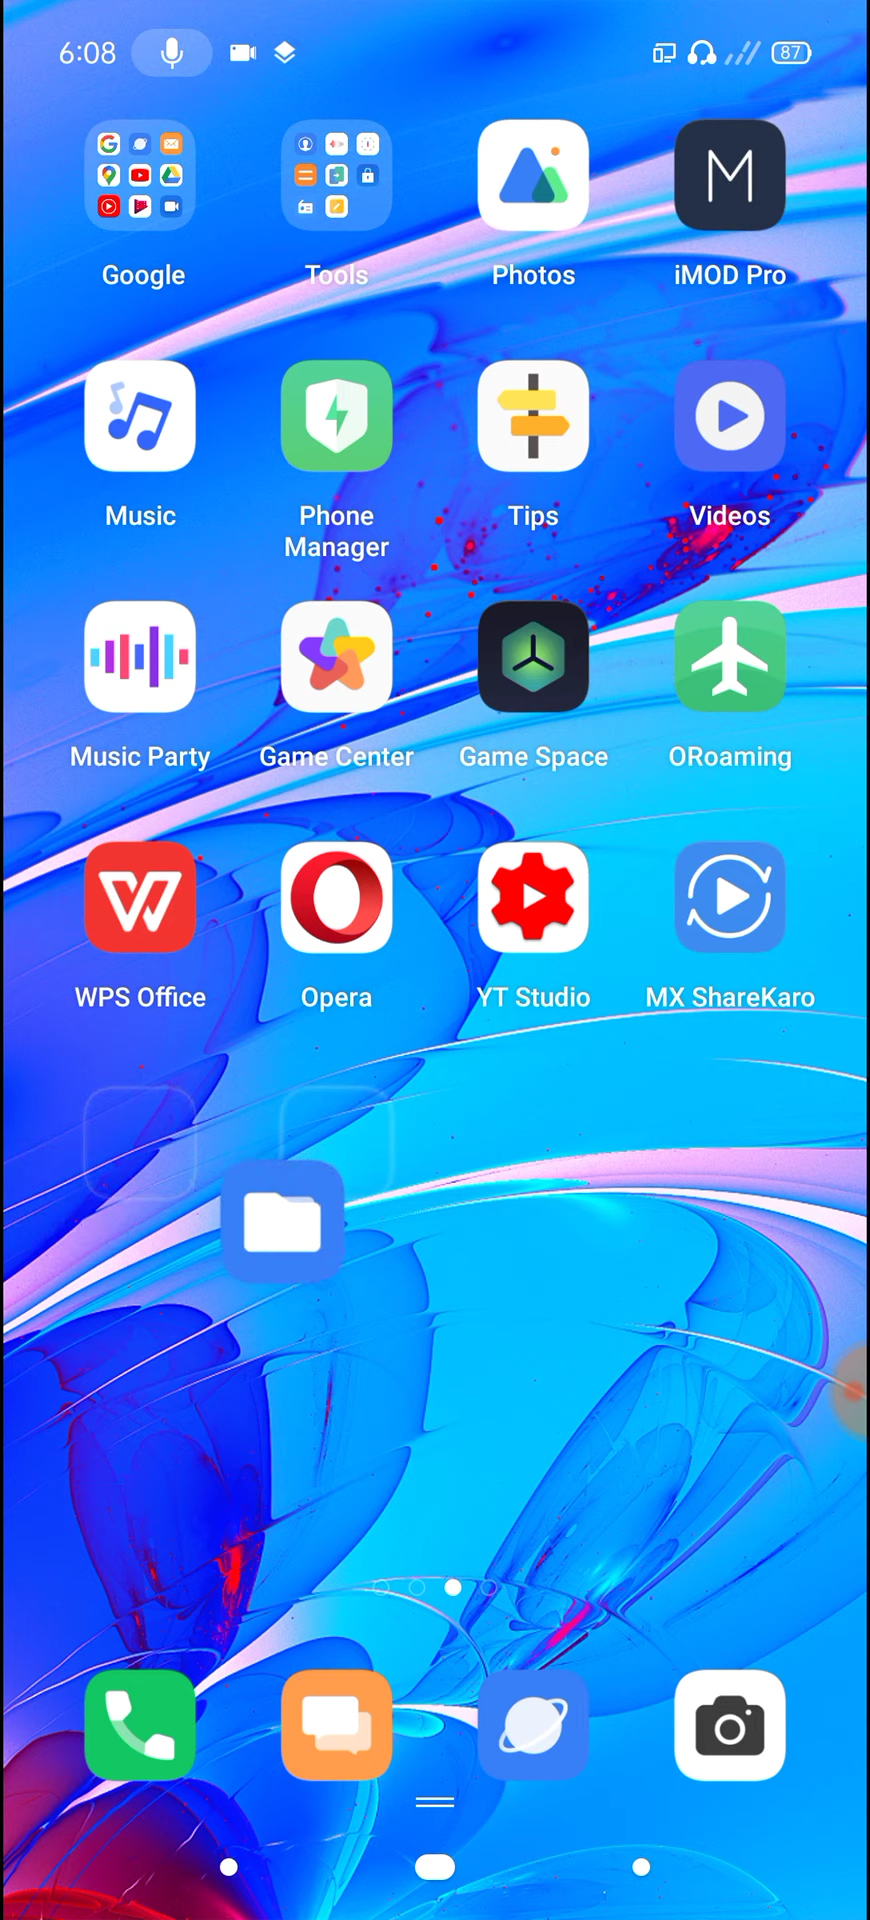 6:08
87
Google
Tools
Photos
iMOD Pro
Music
Phone
Manager
Tips
Videos
Music Party
Game Center
Game Space
ORoaming
WPS Office
Opera
YT Studio
MX ShareKaro